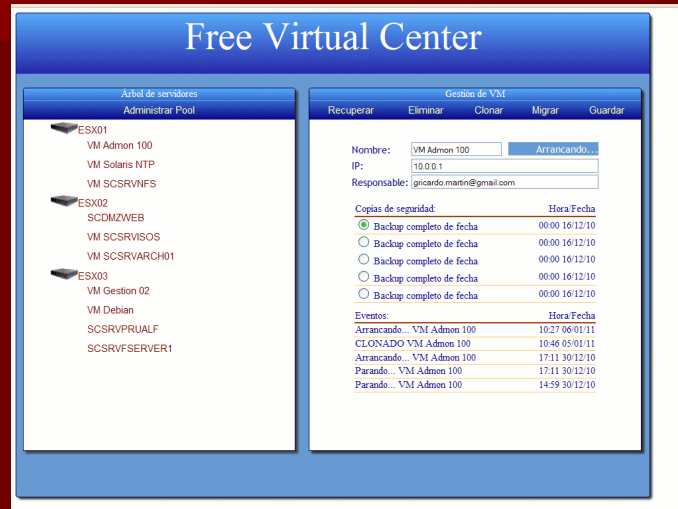 Free Virtual Center
Árbol de servidores
Administrar Pool
ESX01
VM Admon 100
VM Solaris NTP
VM SCSRVNFS
ESX02
SCDMZWEB
VM SCSRVISOS
VM SCSRVARCH01
ESX03
VM Gestion 02
VM Debian
SCSRVPRUALF
SCSRVFSERVER1
Gestión de VM
Recuperar Eliminar Clonar Migrar Guardar
Nombre: VM Admon 100 Arrancando...
IP: 10.0.0.1
Responsable: gricardo.martin@gmail.com
Copias de seguridad: Hora/Fecha
Backup completo de fecha 00:00 16/12/10
Backup completo de fecha 00:00 16/12/10
Backup completo de fecha 00:00 16/12/10
Backup completo de fecha 00:00 16/12/10
Backup completo de fecha 00:00 16/12/10
Eventos: Hora/Fecha
Arrancando... VM Admon 100 10:27 06/01/11
CLONADO VM Admon 100 10:46 05/01/11
Arrancando... VM Admon 100 17:11 30/12/10
Parando... VM Admon 100 17:11 30/12/10
Parando... VM Admon 100 14:59 30/12/10